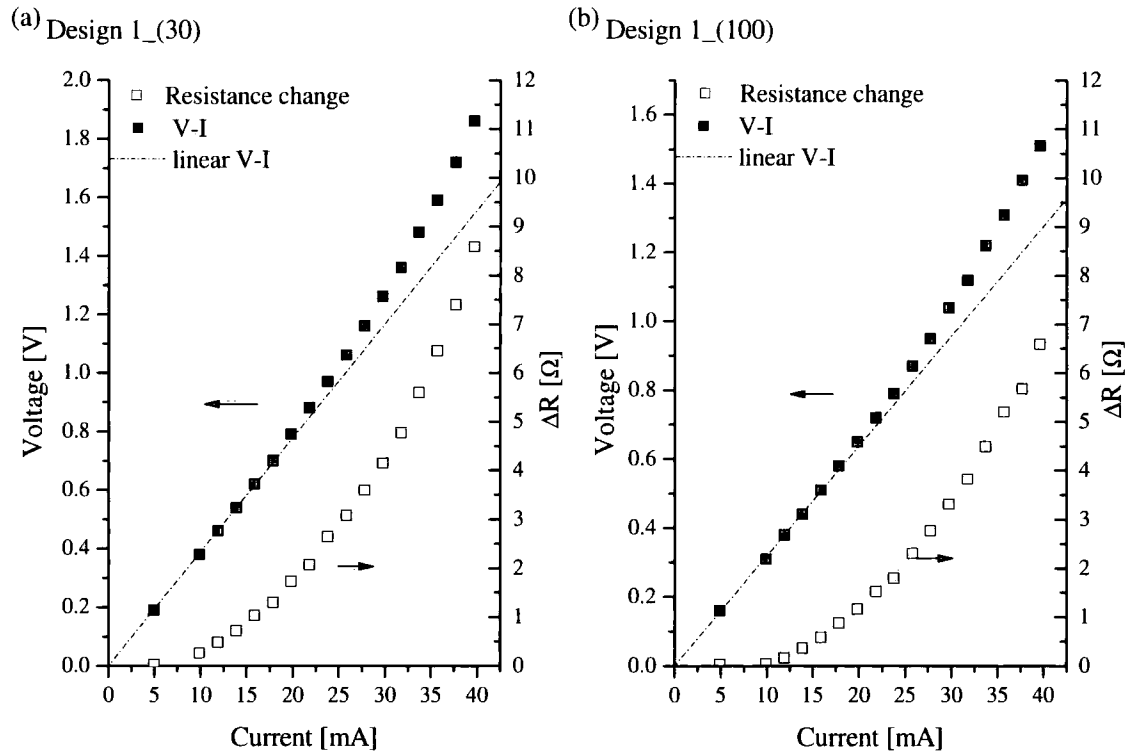 (a) Design 1_(30)
Resistance change
V-I
linear V-I
Voltage [V]
2.0
1.8
1.6
1.4
1.2
1.0
0.8
0.6
0.4
0.2
0.0
12
11
10
9
8
7
6
5
4
3
2
1
0
ΔR [Ω]
0 5 10 15 20 25 30 35 40
Current [mA]
(b) Design 1_(100)
Resistance change
V-I
linear V-I
Voltage [V]
1.6
1.4
1.2
1.0
0.8
0.6
0.4
0.2
0.0
12
11
10
9
8
7
6
5
4
3
2
1
0
ΔR [Ω]
0 5 10 15 20 25 30 35 40
Current [mA]